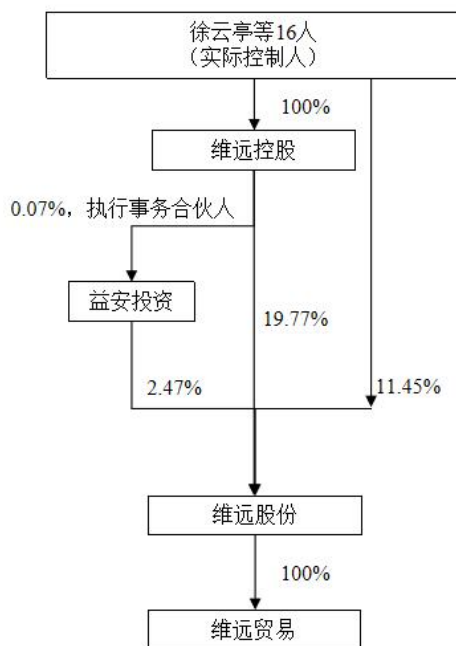 徐云亭等16人
（实际控制人）
100%
维远控股
0.07%，执行事务合伙人
益安投资
19.77%
2.47%
11.45%
维远股份
100%
维远贸易